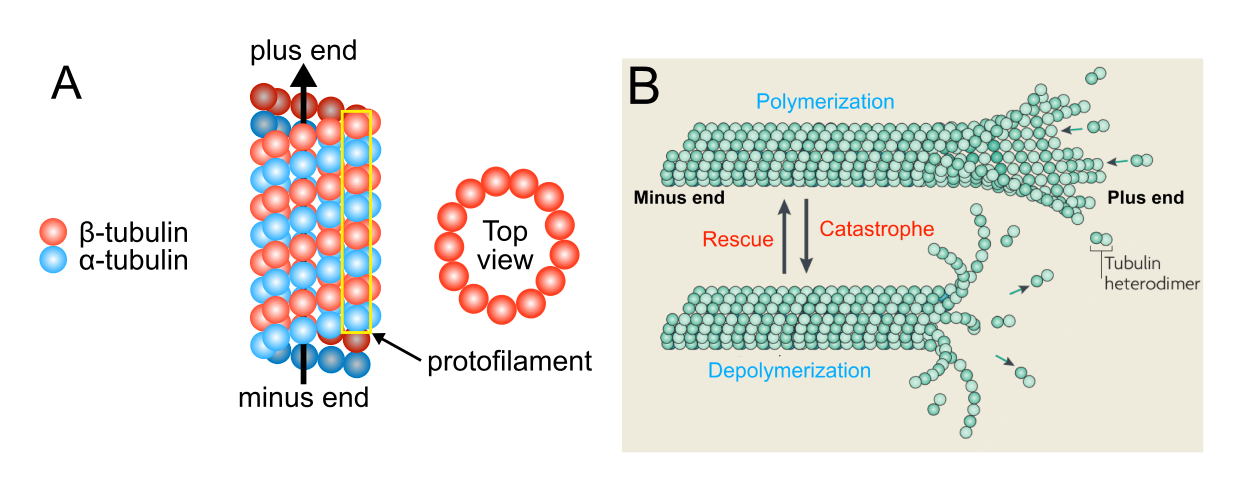 A
plus end
β-tubulin
α-tubulin
Top
view
protofilament
minus end
B
Polymerization
Minus end
Plus end
Rescue
Catastrophe
Tubulin
heterodimer
Depolymerization